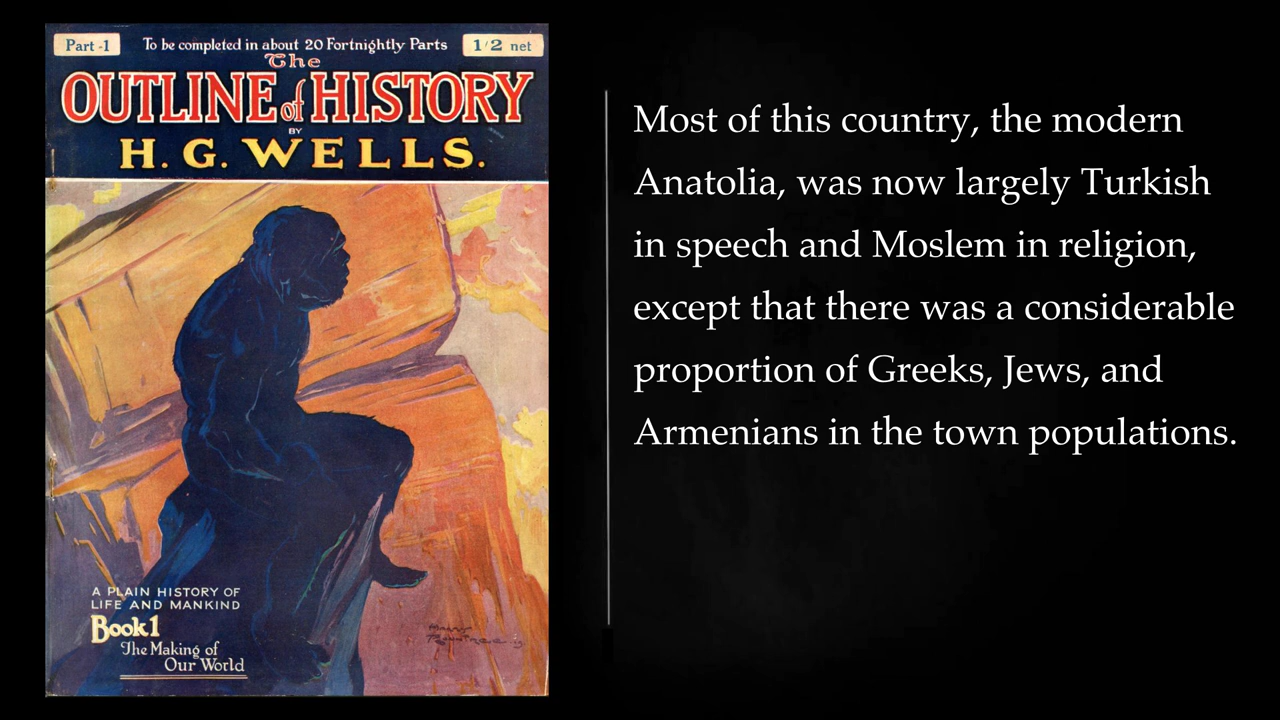 Part -1
To be completed in about 20 Fortnightly Parts
1/2 net
The
OUTLINE of HISTORY
BY
H. G. WELLS.
A PLAIN HISTORY OF
LIFE AND MANKIND
Book 1
The Making of
Our World
Most of this country, the modern
Anatolia, was now largely Turkish
in speech and Moslem in religion,
except that there was a considerable
proportion of Greeks, Jews, and
Armenians in the town populations.